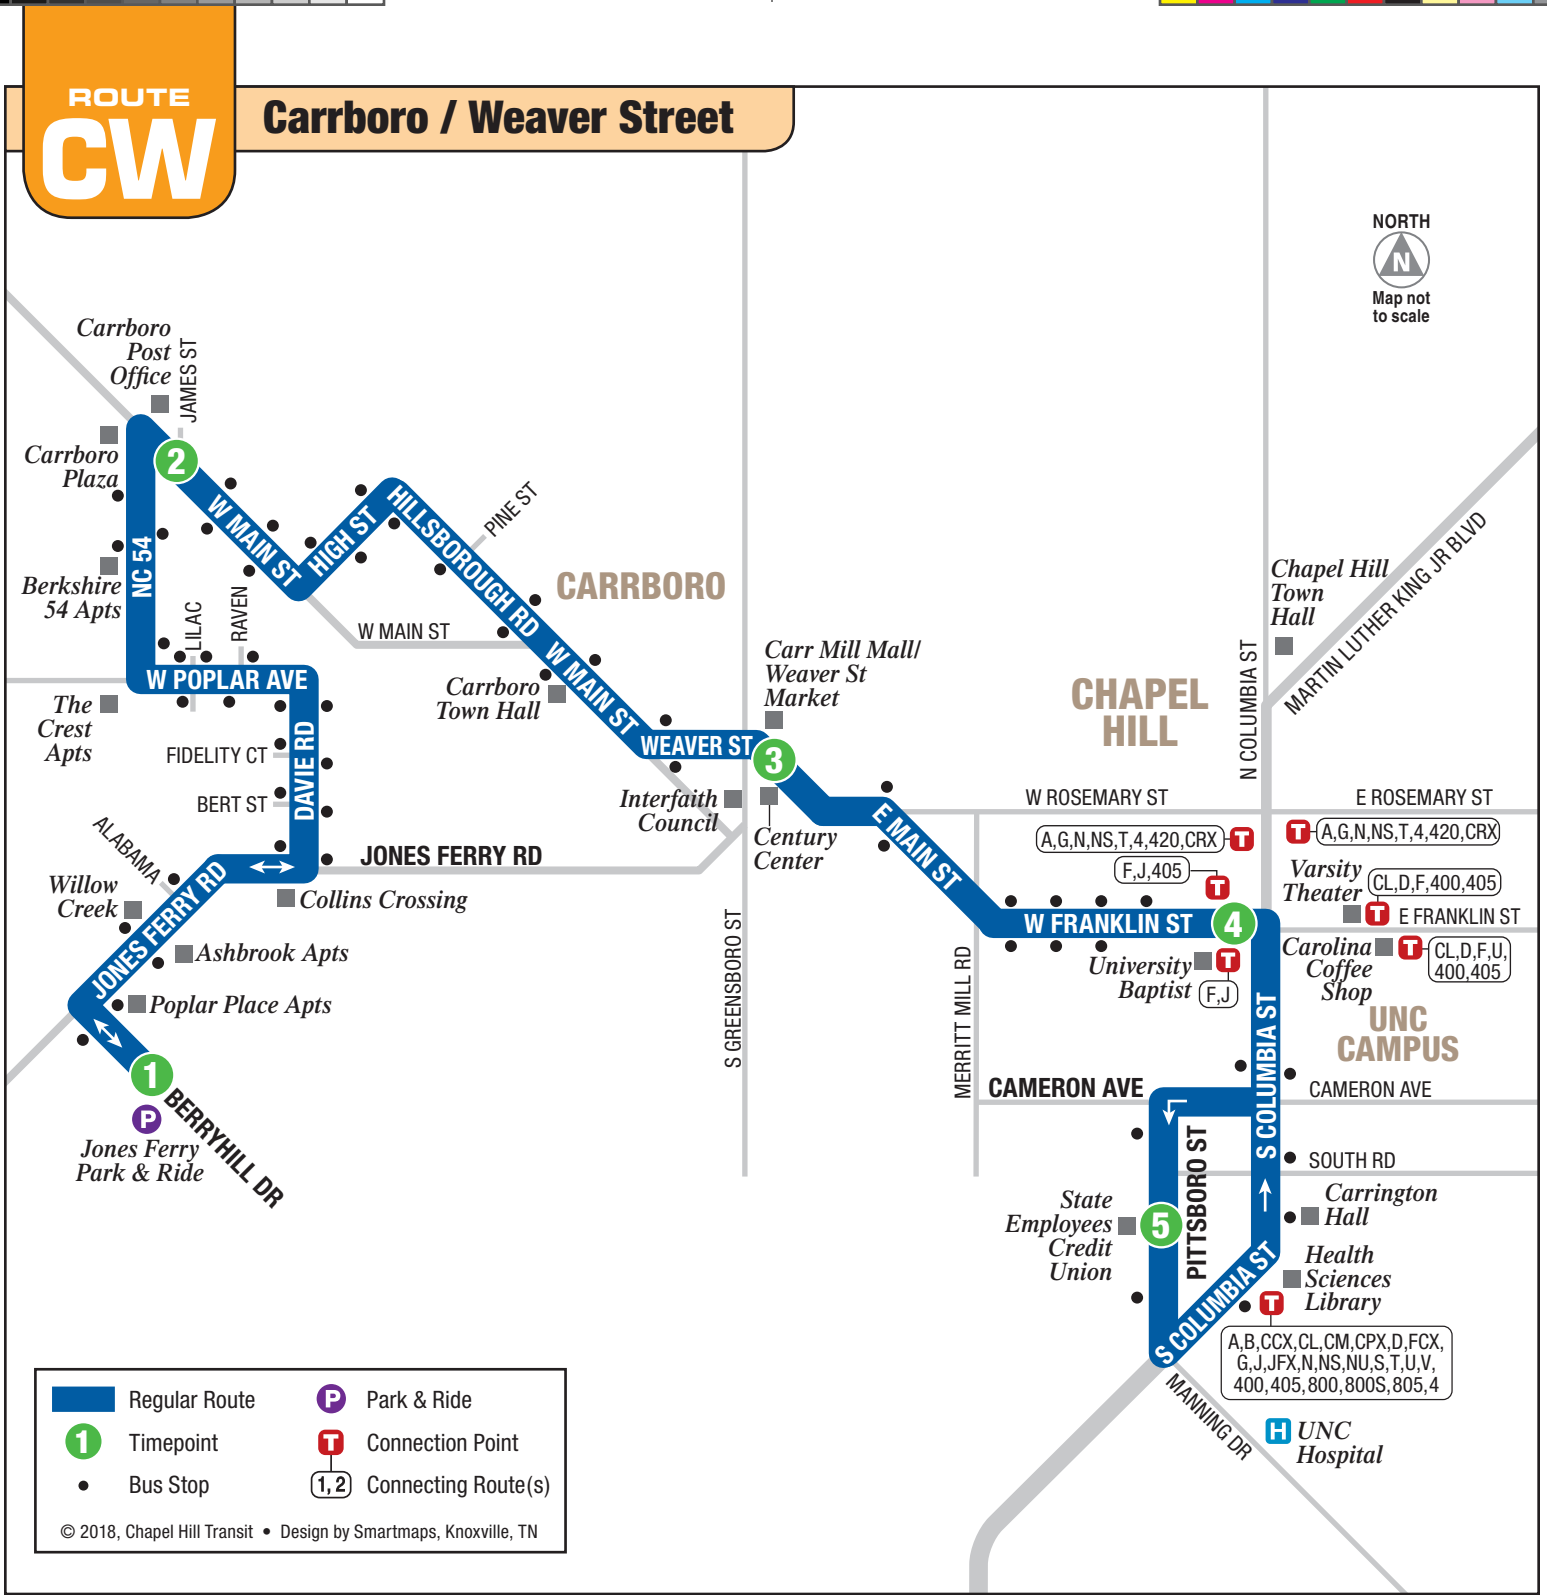 ROUTE
CW
Carrboro / Weaver Street
NORTH
N
Map not
to scale
Carrboro
Post
Office
JAMES ST
Carrboro
Plaza
2
W MAIN ST
HIGH ST
HILLSBOROUGH RD
PINE ST
NC 54
Berkshire
54 Apts
LILAC
RAVEN
W MAIN ST
CARRBORO
W POPLAR AVE
The
Crest
Apts
Carrboro
Town Hall
W MAIN ST
WEAVER ST
3
Carr Mill Mall/
Weaver St
Market
CHAPEL
HILL
N COLUMBIA ST
Chapel Hill
Town
Hall
MARTIN LUTHER KING JR BLVD
FIDELITY CT
BERT ST
DAVIE RD
Interfaith
Council
Century
Center
E MAIN ST
W ROSEMARY ST
E ROSEMARY ST
A,G,N,NS,T,4,420,CRX
T
T
A,G,N,NS,T,4,420,CRX
F,J,405
T
Varsity
Theater
CL,D,F,400,405
T
E FRANKLIN ST
ALABAMA
JONES FERRY RD
Willow
Creek
Collins Crossing
JONES FERRY RD
Ashbrook Apts
Poplar Place Apts
W FRANKLIN ST
4
University
Baptist
T
F,J
Carolina
Coffee
Shop
T
CL,D,F,U,
400,405
UNC
CAMPUS
S GREENSBORO ST
MERRITT MILL RD
S COLUMBIA ST
1
P
Jones Ferry
Park & Ride
BERRYHILL DR
CAMERON AVE
CAMERON AVE
PITTSBORO ST
SOUTH RD
State
Employees
Credit
Union
5
Carrington
Hall
S COLUMBIA ST
Health
Sciences
Library
T
A,B,CCX,CL,CM,CPX,D,FCX,
G,J,JFX,N,NS,NU,S,T,U,V,
400,405,800,800S,805,4
MANNING DR
H
UNC
Hospital
Regular Route
P
Park & Ride
1
Timepoint
T
Connection Point
Bus Stop
1,2
Connecting Route(s)
© 2018, Chapel Hill Transit • Design by Smartmaps, Knoxville, TN